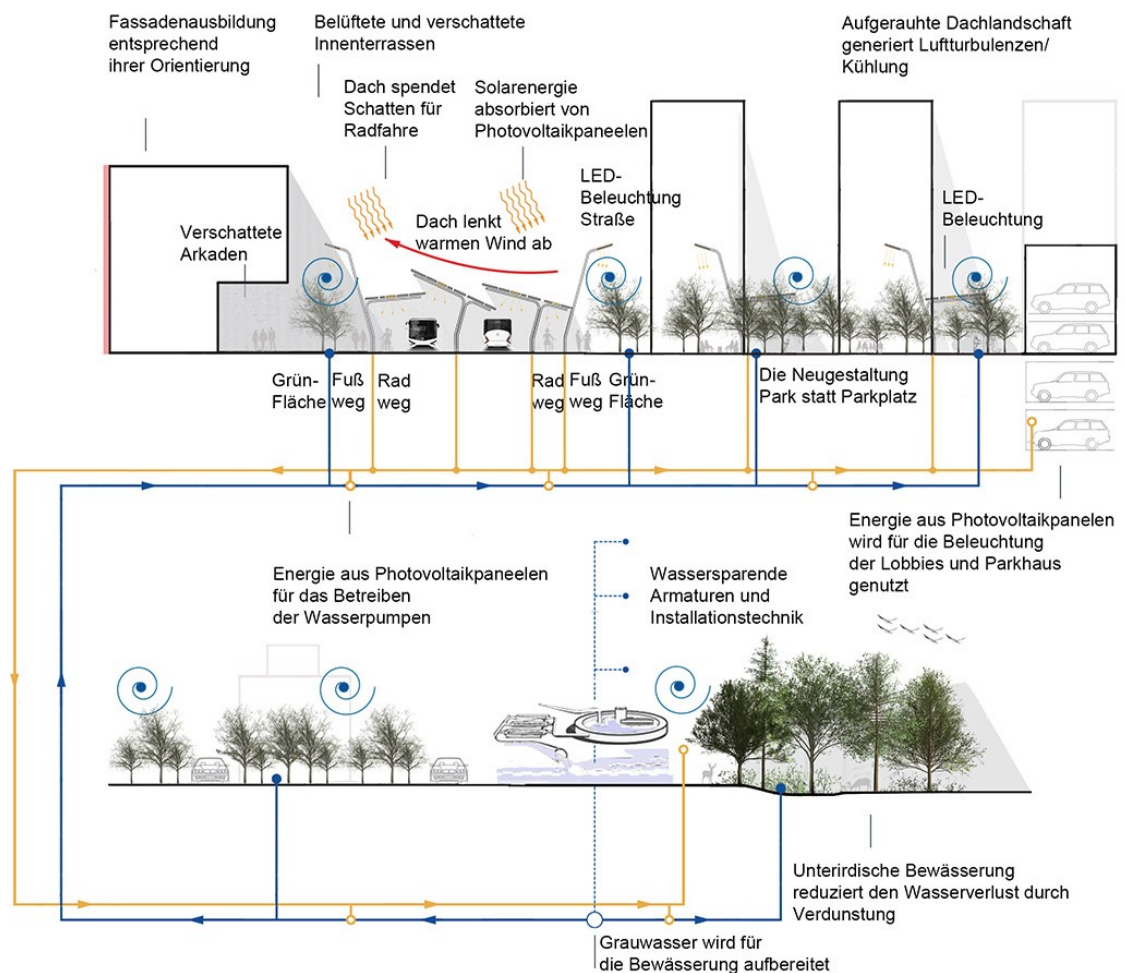 Fassadenausbildung
entsprechend
ihrer Orientierung
Belüftete und verschattete
Innenterrassen
Aufgerauhte Dachlandschaft
generiert Luftturbulenzen/
Kühlung
Dach spendet
Schatten für
Radfahre
Solarenergie
absorbiert von
Photovoltaikpaneelen
LED-
Beleuchtung
Straße
LED-
Beleuchtung
Verschattete
Arkaden
Dach lenkt
warmen Wind ab
Grün-
Fläche
Fuß
weg
Rad
weg
Rad
weg
Fuß
weg
Grün-
Fläche
Die Neugestaltung
Park statt Parkplatz
Energie aus Photovoltaikpanelen
wird für die Beleuchtung
der Lobbies und Parkhaus
genutzt
Energie aus Photovoltaikpaneelen
für das Betreiben
der Wasserpumpen
Wassersparende
Armaturen und
Installationstechnik
Unterirdische Bewässerung
reduziert den Wasserverlust durch
Verdunstung
Grauwasser wird für
die Bewässerung aufbereitet